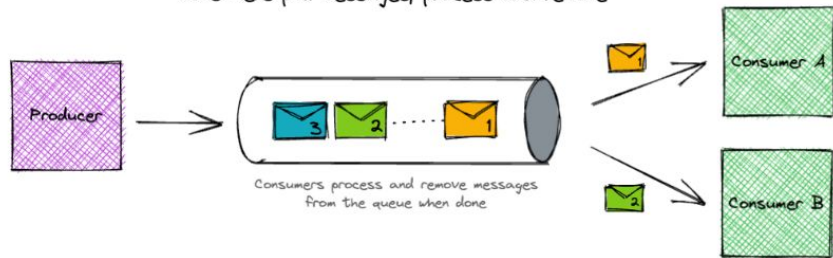 Producer
3
2
1
Consumers process and remove messages
from the queue when done
1
Consumer A
2
Consumer B